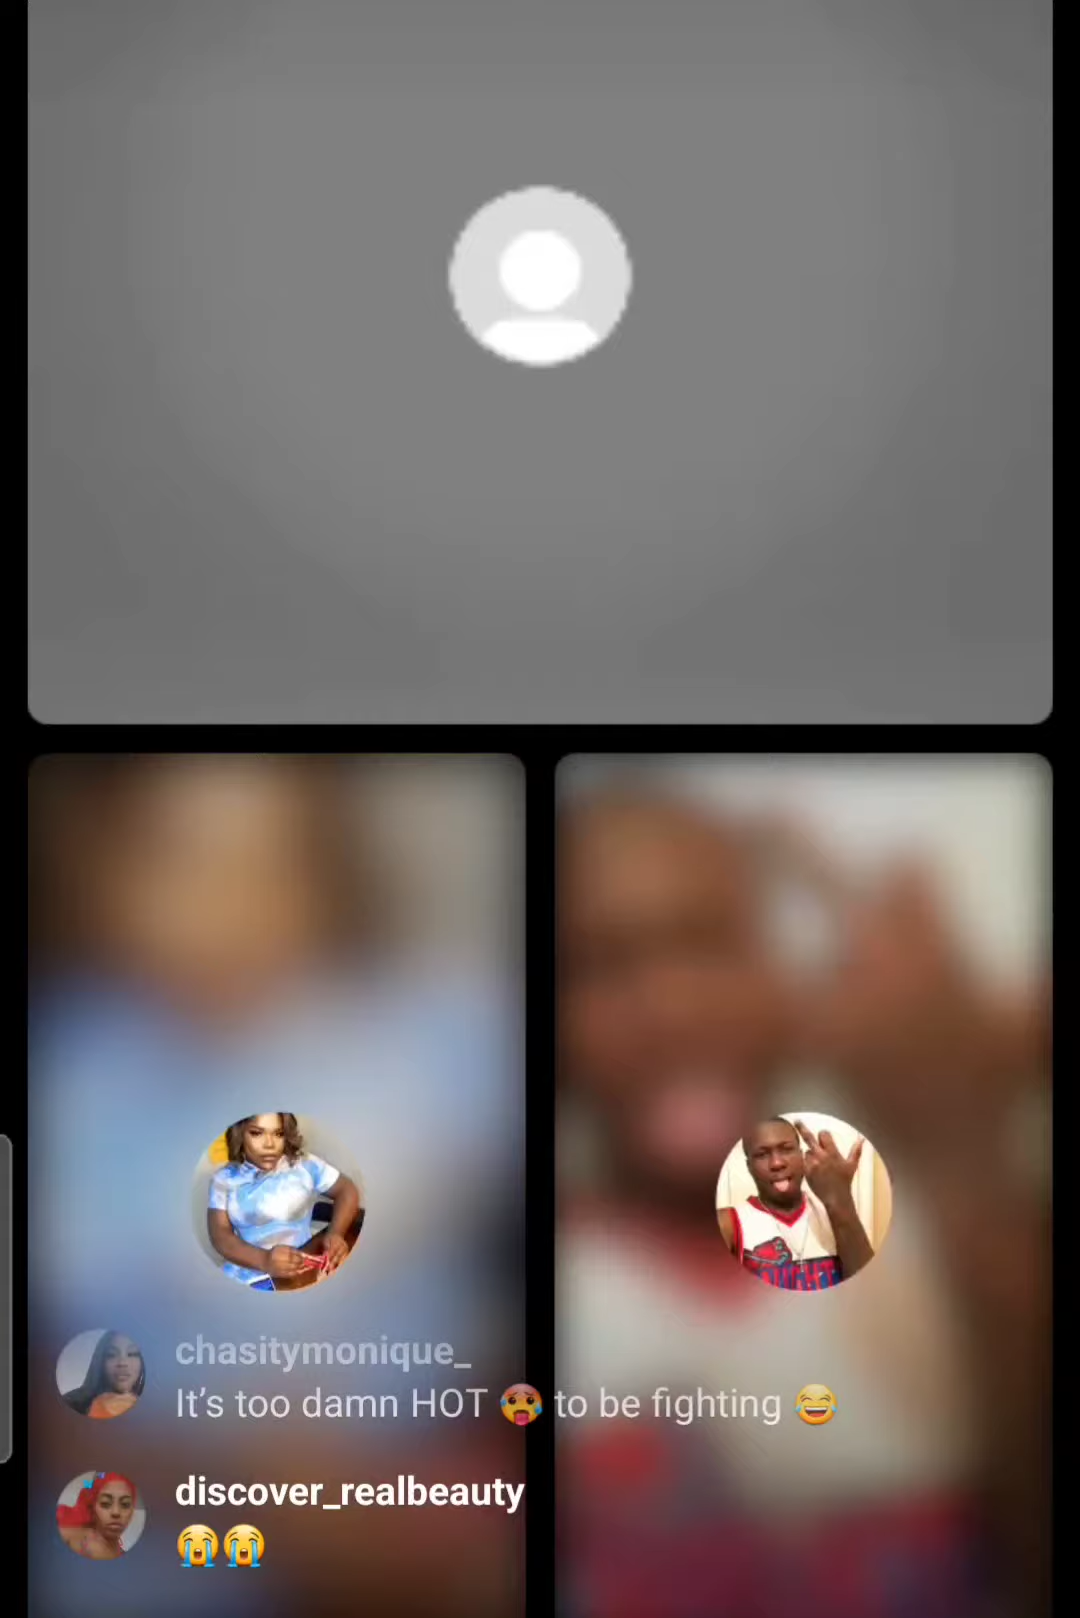 chasitymonique_
It’s too damn HOT 🥵 to be fighting 😂
discover_realbeauty
😭😭